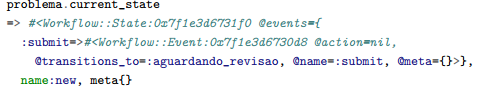 problema.current_state
=> #<Workflow::State:0x7f1e3d6731f0 @events={
:submit=>#<Workflow::Event:0x7f1e3d6730d8 @action=nil,
@transitions_to=:aguardando_revisao, @name=:submit, @meta={}>},
name:new, meta{}